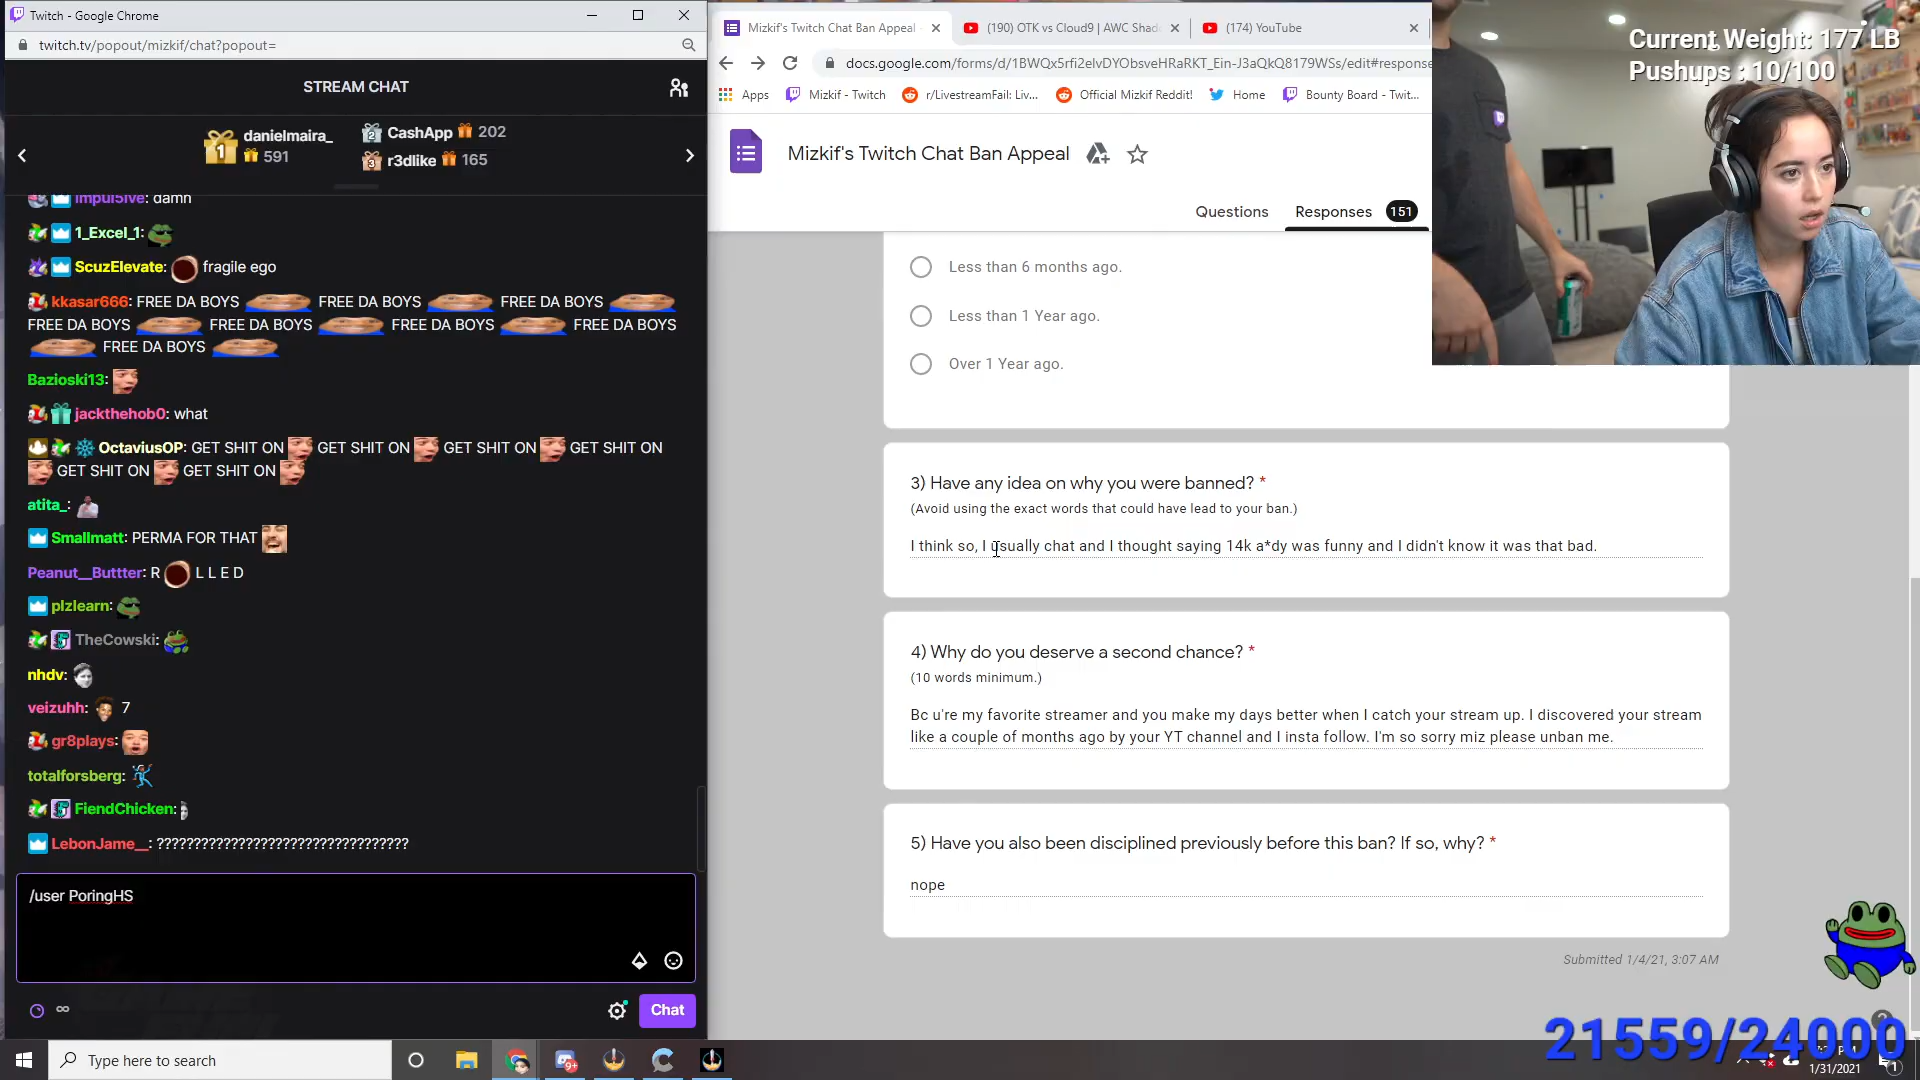 Twitch - Google Chrome
twitch.tv/popout/mizkif/chat?popout=
STREAM CHAT
1 danielmaira_ 591
2 CashApp 202
3 r3dlike 165
impul5ive: damn
1_Excel_1:
ScuzElevate: fragile ego
kkasar666: FREE DA BOYS FREE DA BOYS FREE DA BOYS
FREE DA BOYS FREE DA BOYS FREE DA BOYS FREE DA BOYS
FREE DA BOYS
Bazioski13:
jackthehob0: what
OctaviusOP: GET SHIT ON GET SHIT ON GET SHIT ON GET SHIT ON
GET SHIT ON GET SHIT ON
atita_:
Smallmatt: PERMA FOR THAT
Peanut__Buttter: R L L E D
plzlearn:
TheCowski:
nhdv:
veizuhh: 7
gr8plays:
totalforsberg:
FiendChicken:
LebonJame__: ??????????????????????????????????
/user PoringHS
Chat
Type here to search
Mizkif's Twitch Chat Ban Appeal
(190) OTK vs Cloud9 | AWC Shad
(174) YouTube
docs.google.com/forms/d/1BWQx5rfi2elvDYObsveHRaRKT_Ein-J3aQkQ8179WSs/edit#response
Apps
Mizkif - Twitch
r/LivestreamFail: Liv...
Official Mizkif Reddit!
Home
Bounty Board - Twit...
Mizkif's Twitch Chat Ban Appeal
Questions
Responses 151
Less than 6 months ago.
Less than 1 Year ago.
Over 1 Year ago.
3) Have any idea on why you were banned? *
(Avoid using the exact words that could have lead to your ban.)
I think so, I usually chat and I thought saying 14k a*dy was funny and I didn't know it was that bad.
4) Why do you deserve a second chance? *
(10 words minimum.)
Bc u're my favorite streamer and you make my days better when I catch your stream up. I discovered your stream
like a couple of months ago by your YT channel and I insta follow. I'm so sorry miz please unban me.
5) Have you also been disciplined previously before this ban? If so, why? *
nope
Submitted 1/4/21, 3:07 AM
Current Weight: 177 LB
Pushups : 10/100
21559/24000
1/31/2021